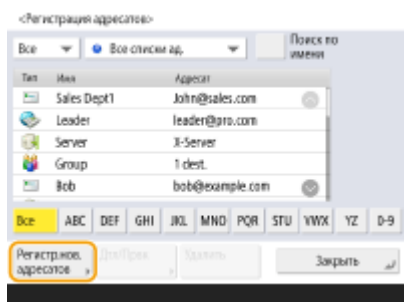 <Регистрация адресатов>
Все Все списки ад. Поиск по имени
Тип Имя Адресат
Sales Dept1 John@sales.com
Leader leader@pro.com
Server X-Server
Group 1 dest.
Bob bob@example.com
Все ABC DEF GHI JKL MNO PQR STU VWX YZ 0-9
Регистр.нов. адресатов Дтл/Прав. Удалить Закрыть